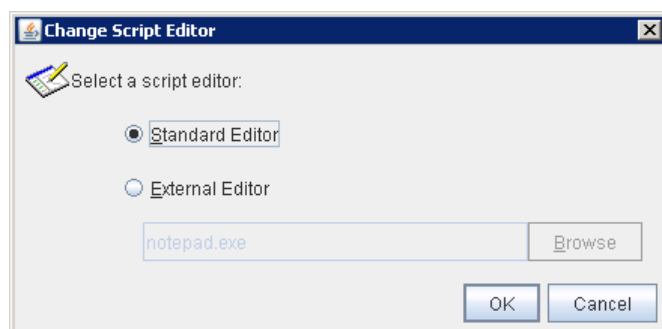 Change Script Editor
Select a script editor:
Standard Editor
External Editor
notepad.exe Browse
OK Cancel